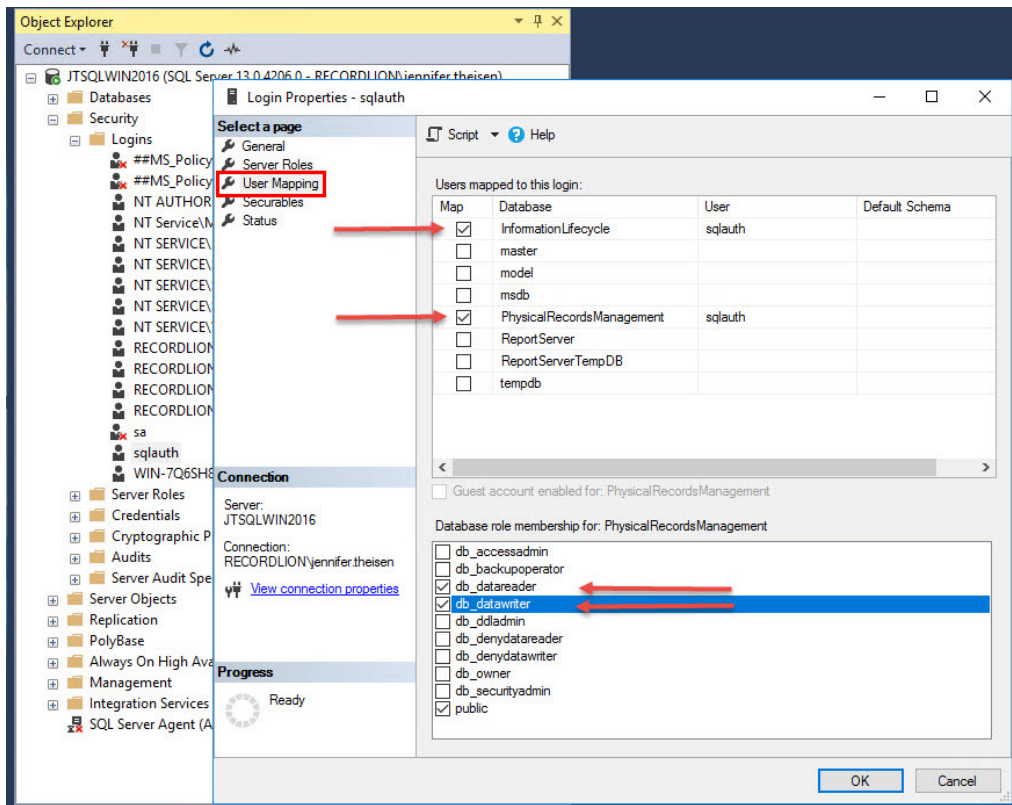 Object Explorer
Connect
JTSQLWIN2016 (SQL Server 13.0.4206.0 - RECORDLION\jennifer.theisen)
Databases
Security
Logins
##MS_Policy
##MS_Policy
NT AUTHOR
NT Service\M
NT SERVICE\
NT SERVICE\
NT SERVICE\
NT SERVICE\
NT SERVICE\
RECORDLION
RECORDLION
RECORDLION
RECORDLION
sa
sqlauth
WIN-7Q6SH8
Server Roles
Credentials
Cryptographic P
Audits
Server Audit Spe
Server Objects
Replication
PolyBase
Always On High Ava
Management
Integration Services
SQL Server Agent (A
Login Properties - sqlauth
Select a page
General
Server Roles
User Mapping
Securables
Status
Connection
Server:
JTSQLWIN2016
Connection:
RECORDLION\jennifer.theisen
View connection properties
Progress
Ready
Script Help
Users mapped to this login:
Map Database User Default Schema
InformationLifecycle sqlauth
master
model
msdb
PhysicalRecordsManagement sqlauth
ReportServer
ReportServerTempDB
tempdb
Guest account enabled for: PhysicalRecordsManagement
Database role membership for: PhysicalRecordsManagement
db_accessadmin
db_backupoperator
db_datareader
db_datawriter
db_ddladmin
db_denydatareader
db_denydatawriter
db_owner
db_securityadmin
public
OK Cancel